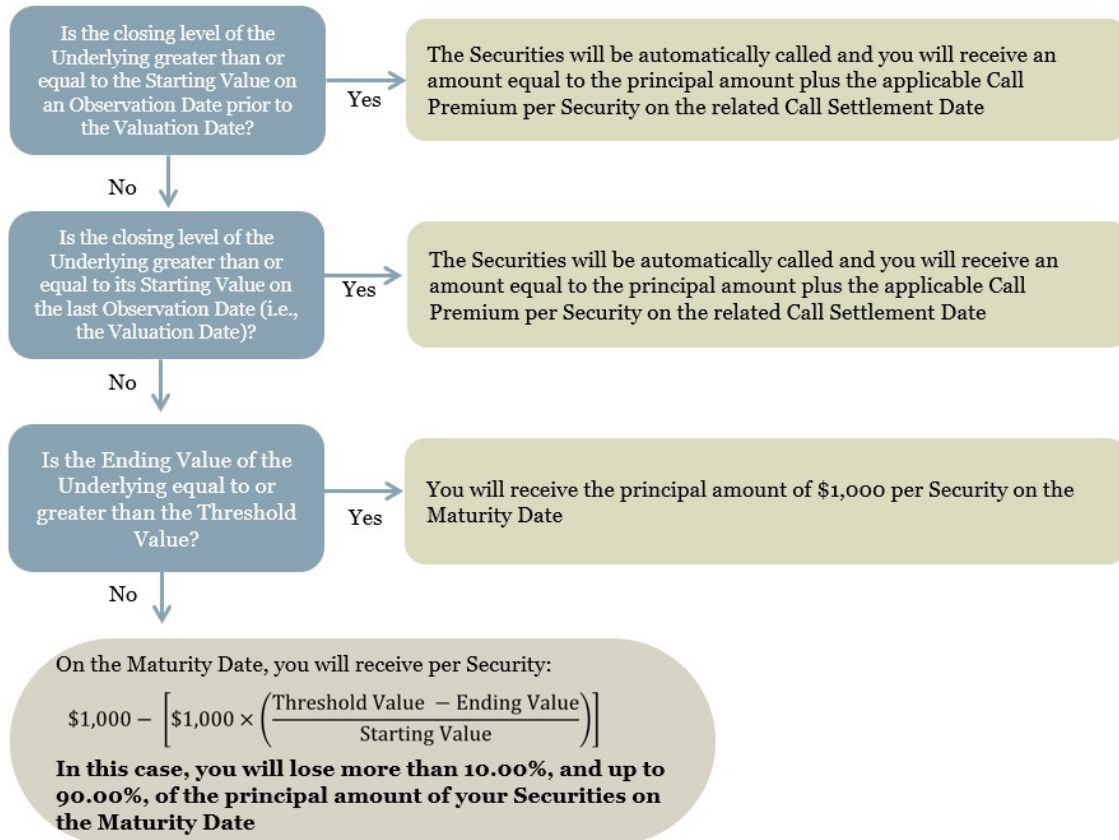 Is the closing level of the
Underlying greater than or
equal to the Starting Value on
an Observation Date prior to
the Valuation Date?
Yes
The Securities will be automatically called and you will receive an
amount equal to the principal amount plus the applicable Call
Premium per Security on the related Call Settlement Date
No
Is the closing level of the
Underlying greater than or
equal to its Starting Value on
the last Observation Date (i.e.,
the Valuation Date)?
Yes
The Securities will be automatically called and you will receive an
amount equal to the principal amount plus the applicable Call
Premium per Security on the related Call Settlement Date
No
Is the Ending Value of the
Underlying equal to or
greater than the Threshold
Value?
Yes
You will receive the principal amount of $1,000 per Security on the
Maturity Date
No
On the Maturity Date, you will receive per Security:
$1,000 − [$1,000 × (Threshold Value − Ending Value / Starting Value)]
In this case, you will lose more than 10.00%, and up to
90.00%, of the principal amount of your Securities on
the Maturity Date